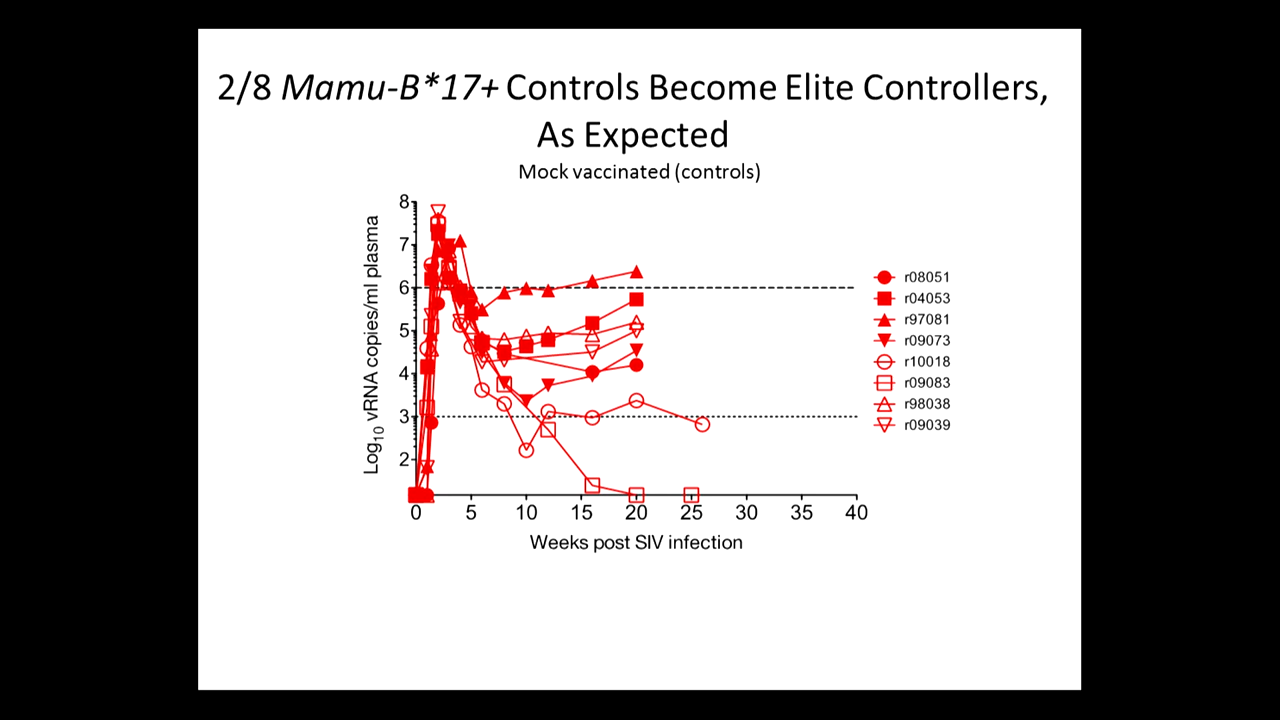 2/8 Mamu-B*17+ Controls Become Elite Controllers,
As Expected
Mock vaccinated (controls)
Log10 vRNA copies/ml plasma
8
7
6
5
4
3
2
0 5 10 15 20 25 30 35 40
Weeks post SIV infection
r08051
r04053
r97081
r09073
r10018
r09083
r98038
r09039